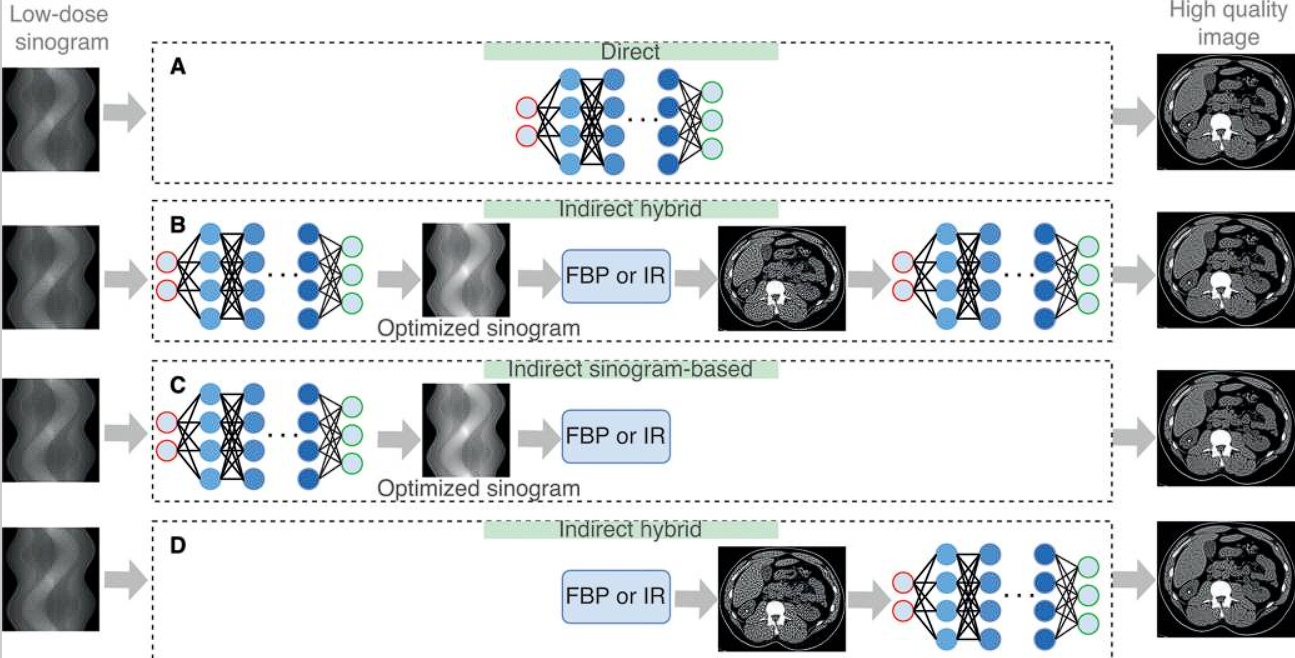 Low-dose
sinogram
High quality
image
A
Direct
B
Indirect hybrid
FBP or IR
Optimized sinogram
C
Indirect sinogram-based
FBP or IR
Optimized sinogram
D
Indirect hybrid
FBP or IR